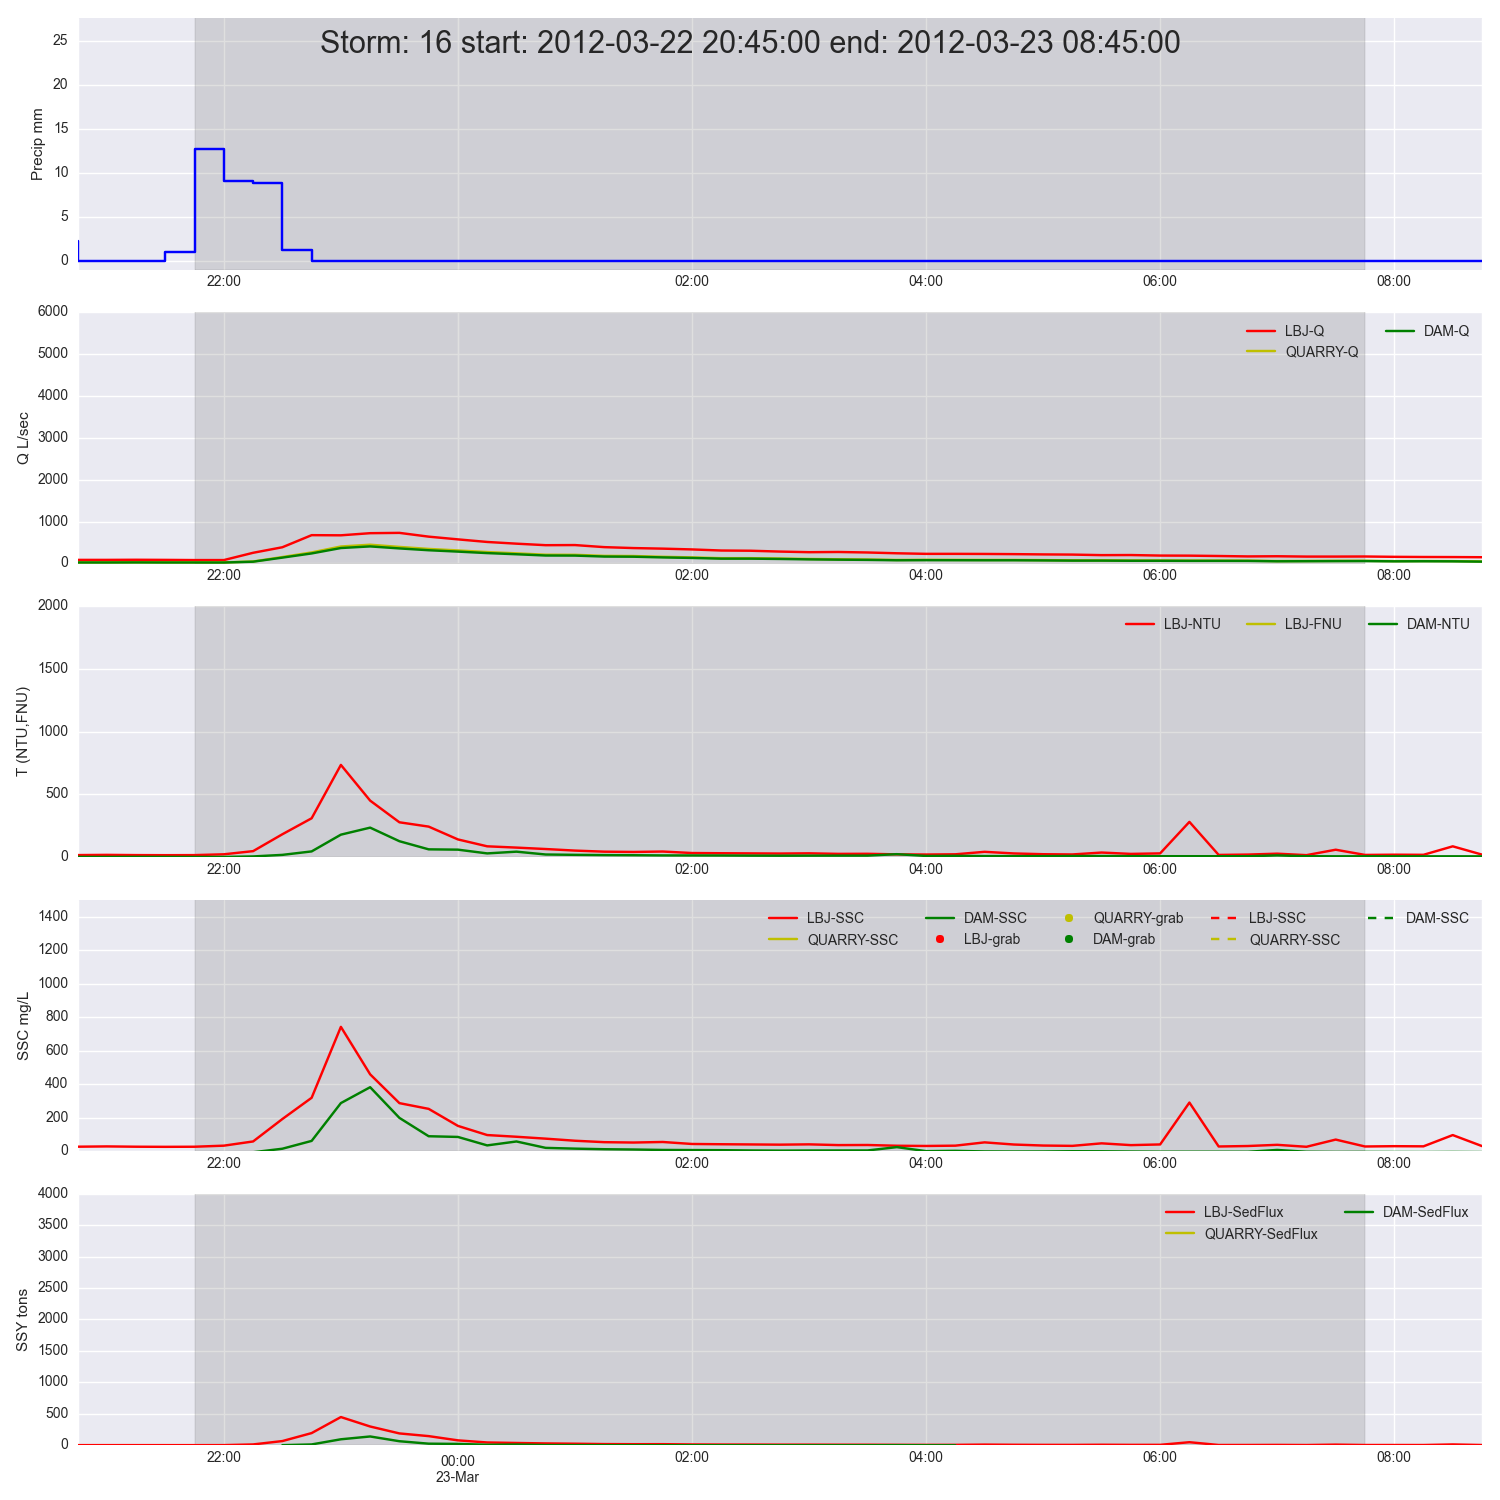 Storm: 16 start: 2012-03-22 20:45:00 end: 2012-03-23 08:45:00
Precip mm
25
20
15
10
5
0
22:00 02:00 04:00 06:00 08:00
Q L/sec
6000
5000
4000
3000
2000
1000
0
LBJ-Q DAM-Q
QUARRY-Q
22:00 02:00 04:00 06:00 08:00
T (NTU,FNU)
2000
1500
1000
500
0
LBJ-NTU LBJ-FNU DAM-NTU
22:00 02:00 04:00 06:00 08:00
SSC mg/L
1400
1200
1000
800
600
400
200
0
LBJ-SSC DAM-SSC QUARRY-grab LBJ-SSC DAM-SSC
QUARRY-SSC LBJ-grab DAM-grab QUARRY-SSC
22:00 02:00 04:00 06:00 08:00
SSY tons
4000
3500
3000
2500
2000
1500
1000
500
0
LBJ-SedFlux DAM-SedFlux
QUARRY-SedFlux
22:00 00:00 02:00 04:00 06:00 08:00
23-Mar